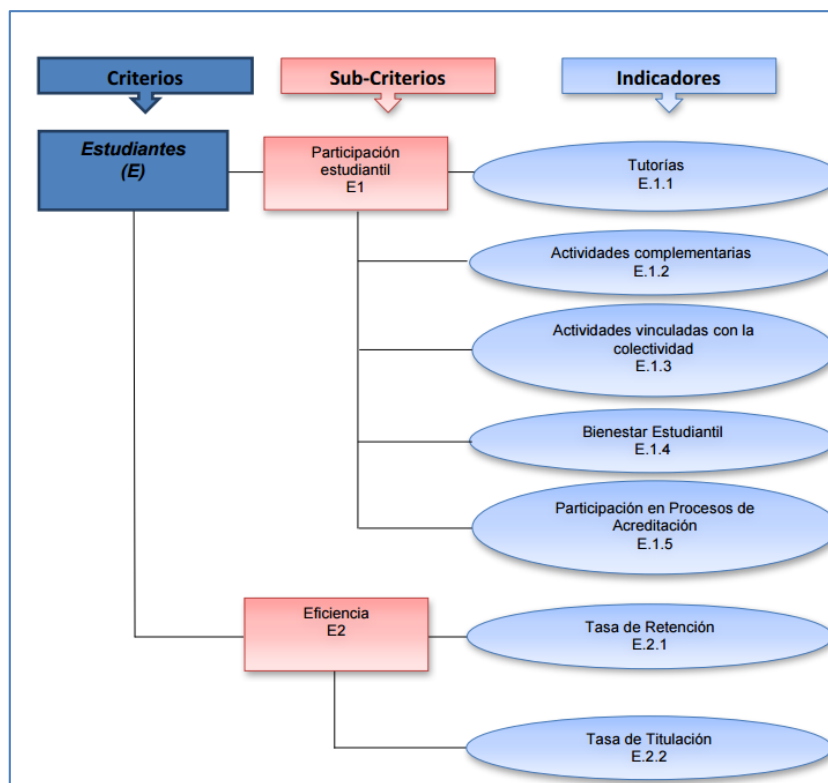 Criterios
Sub-Criterios
Indicadores
Estudiantes
(E)
Participación
estudiantil
E1
Tutorías
E.1.1
Actividades complementarias
E.1.2
Actividades vinculadas con la
colectividad
E.1.3
Bienestar Estudiantil
E.1.4
Participación en Procesos de
Acreditación
E.1.5
Eficiencia
E2
Tasa de Retención
E.2.1
Tasa de Titulación
E.2.2